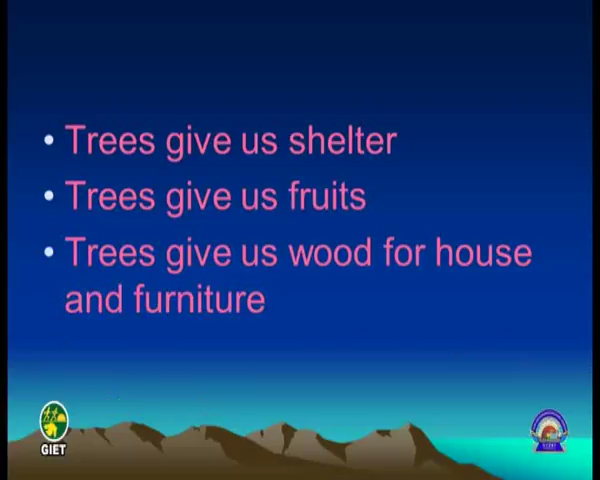 • Trees give us shelter
• Trees give us fruits
• Trees give us wood for house
and furniture
GIET